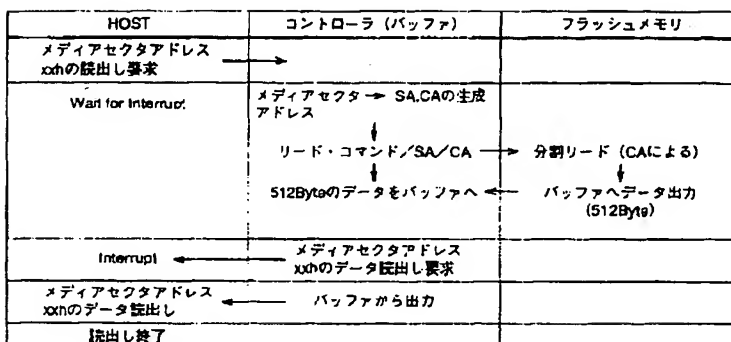 HOST コントローラ（バッファ） フラッシュメモリ
メディアセクタアドレス
xxhの読出し要求
Wait for Interrupt
メディアセクタ → SA,CAの生成
アドレス
リード・コマンド／SA／CA → 分割リード（CAによる）
512Byteのデータをバッファへ ← バッファへデータ出力
(512Byte)
Interrupt ← メディアセクタアドレス
xxhのデータ読出し要求
メディアセクタアドレス ← バッファから出力
xxhのデータ読出し
読出し終了